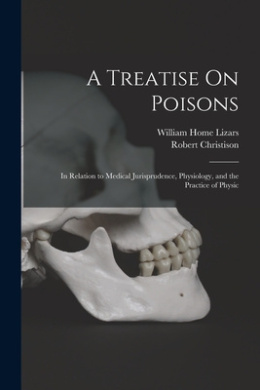 A Treatise On
Poisons
William Home Lizars
Robert Christison
In Relation to Medical Jurisprudence, Physiology, and the
Practice of Physic